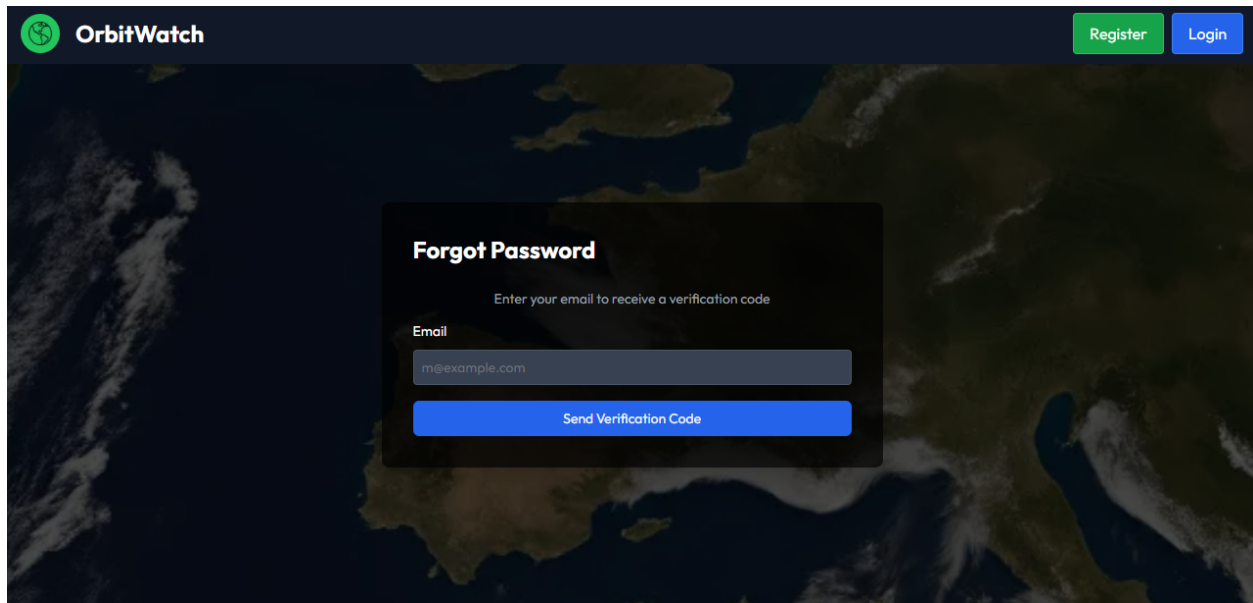 OrbitWatch
Register
Login
Forgot Password
Enter your email to receive a verification code
Email
m@example.com
Send Verification Code